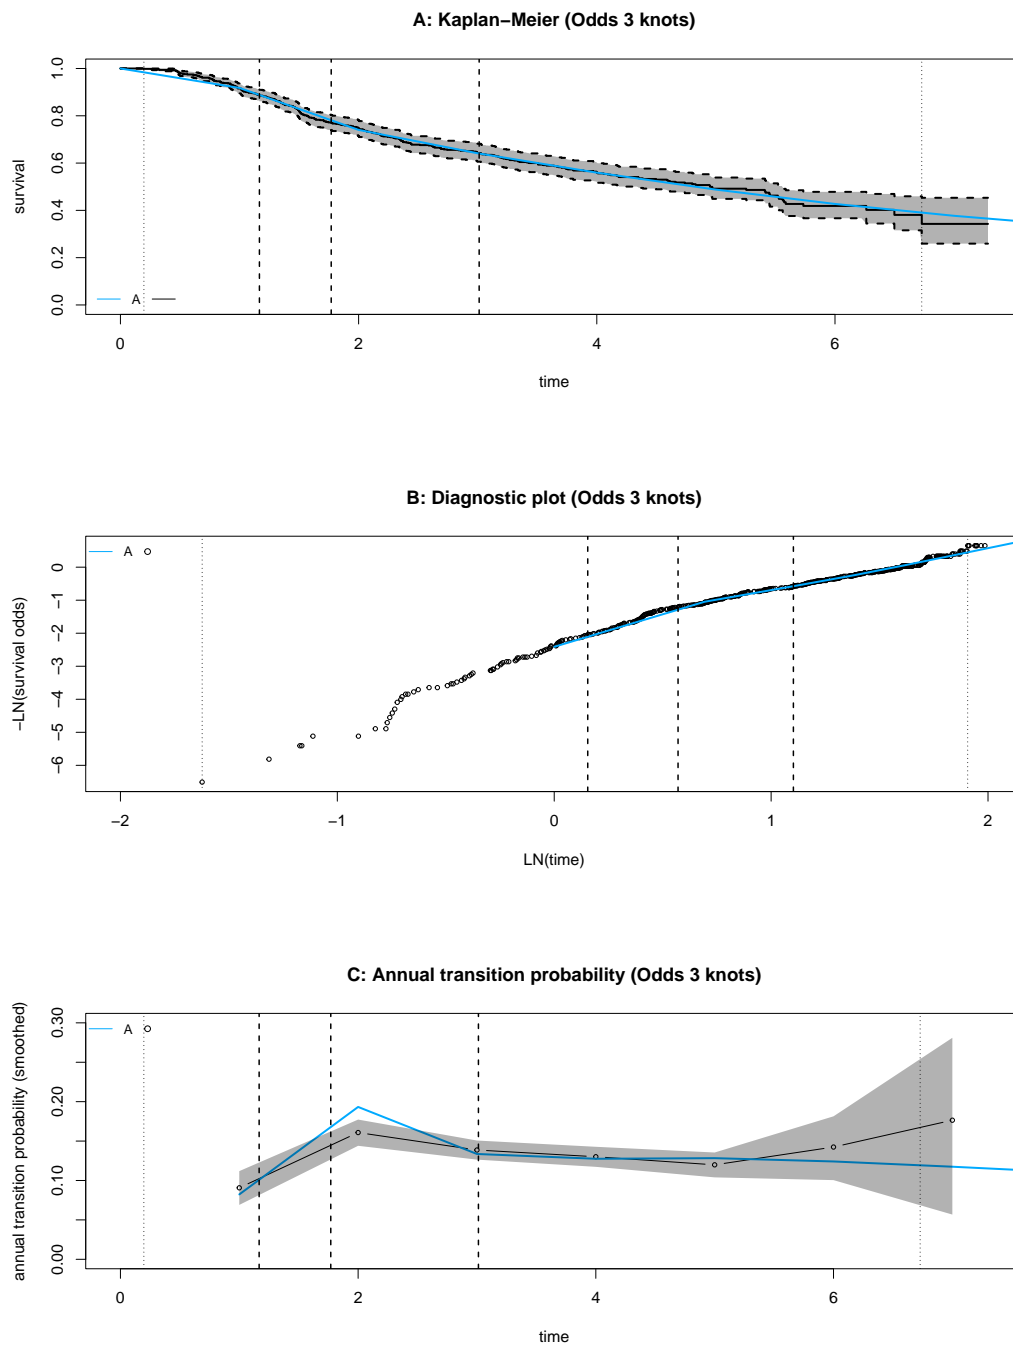 A: Kaplan−Meier (Odds 3 knots)
survival
1.0
0.8
0.6
0.4
0.2
0.0
A
0 2 4 6
time
B: Diagnostic plot (Odds 3 knots)
−LN(survival odds)
A
0
−1
−2
−3
−4
−5
−6
−2 −1 0 1 2
LN(time)
C: Annual transition probability (Odds 3 knots)
annual transition probability (smoothed)
0.30
A
0.20
0.10
0.00
0 2 4 6
time